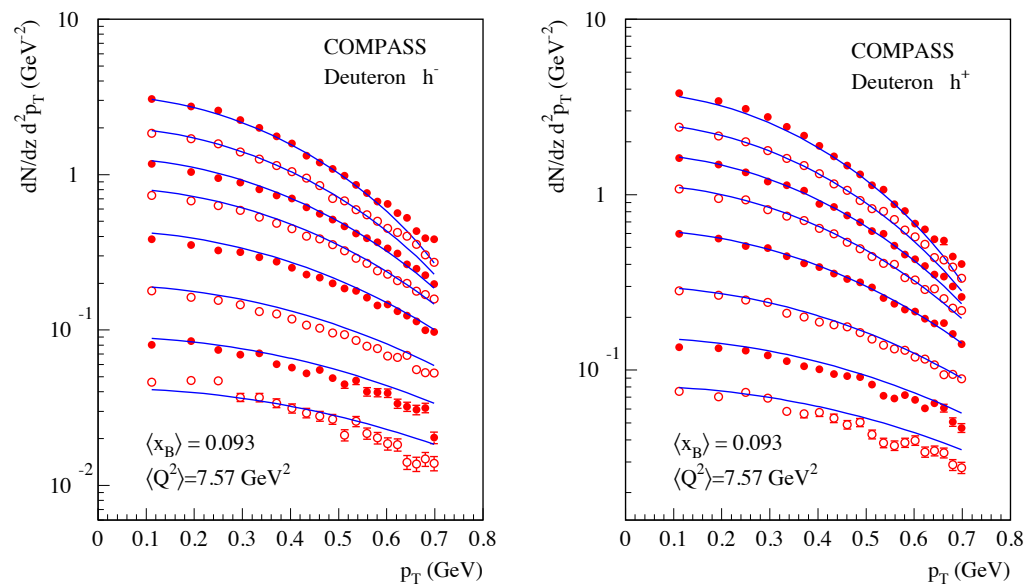 dN/dz d²p_T (GeV⁻²)
10
1
10⁻¹
10⁻²
COMPASS
Deuteron h⁻
⟨x_B⟩ = 0.093
⟨Q²⟩=7.57 GeV²
0 0.1 0.2 0.3 0.4 0.5 0.6 0.7 0.8
p_T (GeV)
dN/dz d²p_T (GeV⁻²)
10
1
10⁻¹
COMPASS
Deuteron h⁺
⟨x_B⟩ = 0.093
⟨Q²⟩=7.57 GeV²
0 0.1 0.2 0.3 0.4 0.5 0.6 0.7 0.8
p_T (GeV)